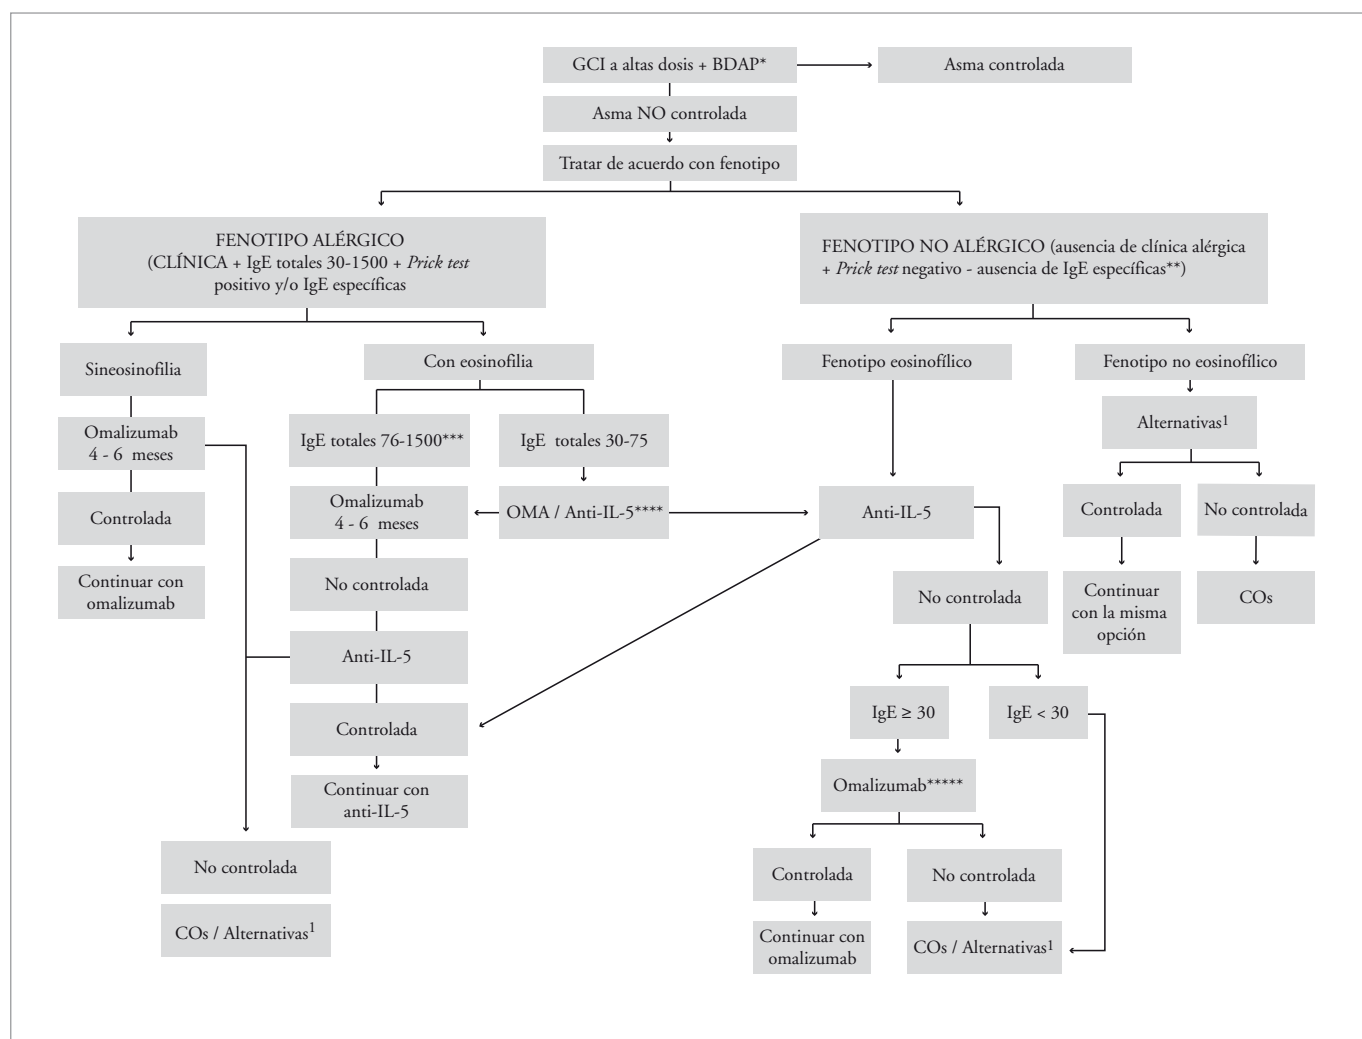 GCI a altas dosis + BDAP*
Asma controlada
Asma NO controlada
Tratar de acuerdo con fenotipo
FENOTIPO ALÉRGICO
(CLÍNICA + IgE totales 30-1500 + Prick test
positivo y/o IgE específicas
FENOTIPO NO ALÉRGICO (ausencia de clínica alérgica
+ Prick test negativo - ausencia de IgE específicas**)
Sineosinofilia
Con eosinofilia
Fenotipo eosinofílico
Fenotipo no eosinofílico
Omalizumab
4 - 6 meses
IgE totales 76-1500***
IgE totales 30-75
Alternativas¹
Controlada
Omalizumab
4 - 6 meses
OMA / Anti-IL-5****
Anti-IL-5
Controlada
No controlada
Continuar con
omalizumab
No controlada
No controlada
Continuar
con la misma
opción
COs
Anti-IL-5
Controlada
IgE ≥ 30
IgE < 30
Continuar con
anti-IL-5
Omalizumab*****
No controlada
Controlada
No controlada
COs / Alternativas¹
Continuar con
omalizumab
COs / Alternativas¹